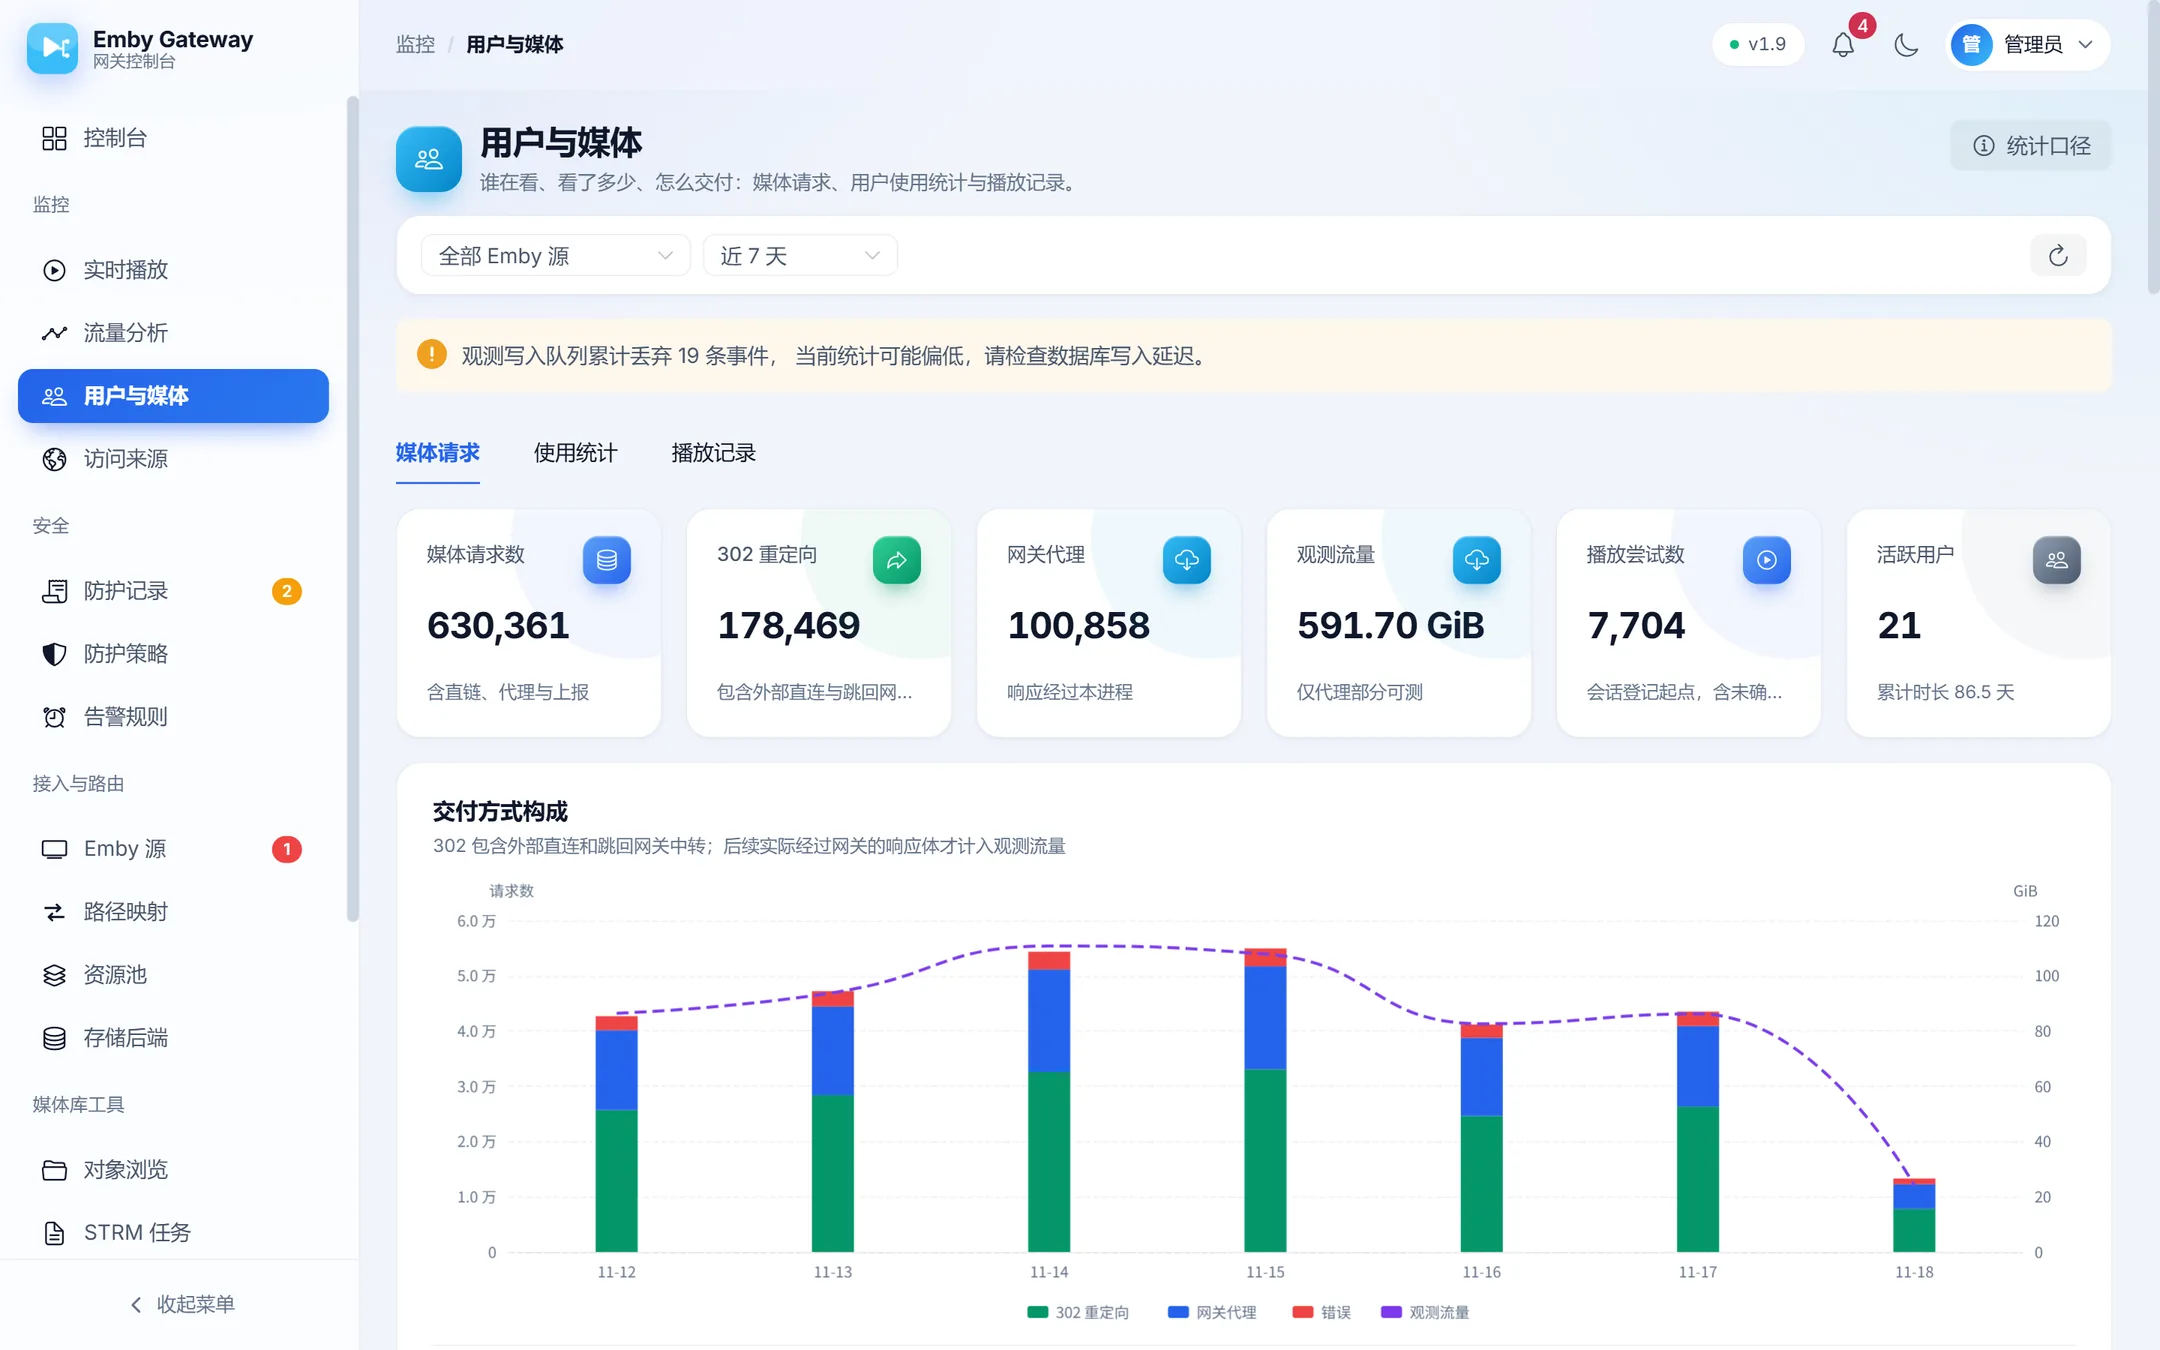 Emby Gateway
网关控制台
控制台
监控
实时播放
流量分析
用户与媒体
访问来源
安全
防护记录
2
防护策略
告警规则
接入与路由
Emby 源
1
路径映射
资源池
存储后端
媒体库工具
对象浏览
STRM 任务
收起菜单
监控 / 用户与媒体
v1.9
4
管
管理员
用户与媒体
谁在看、看了多少、怎么交付：媒体请求、用户使用统计与播放记录。
统计口径
全部 Emby 源
近 7 天
观测写入队列累计丢弃 19 条事件， 当前统计可能偏低，请检查数据库写入延迟。
媒体请求
使用统计
播放记录
媒体请求数
630,361
含直链、代理与上报
302 重定向
178,469
包含外部直连与跳回网...
网关代理
100,858
响应经过本进程
观测流量
591.70 GiB
仅代理部分可测
播放尝试数
7,704
会话登记起点，含未确...
活跃用户
21
累计时长 86.5 天
交付方式构成
302 包含外部直连和跳回网关中转；后续实际经过网关的响应体才计入观测流量
请求数
GiB
6.0 万
5.0 万
4.0 万
3.0 万
2.0 万
1.0 万
0
120
100
80
60
40
20
0
11-12
11-13
11-14
11-15
11-16
11-17
11-18
302 重定向
网关代理
错误
观测流量